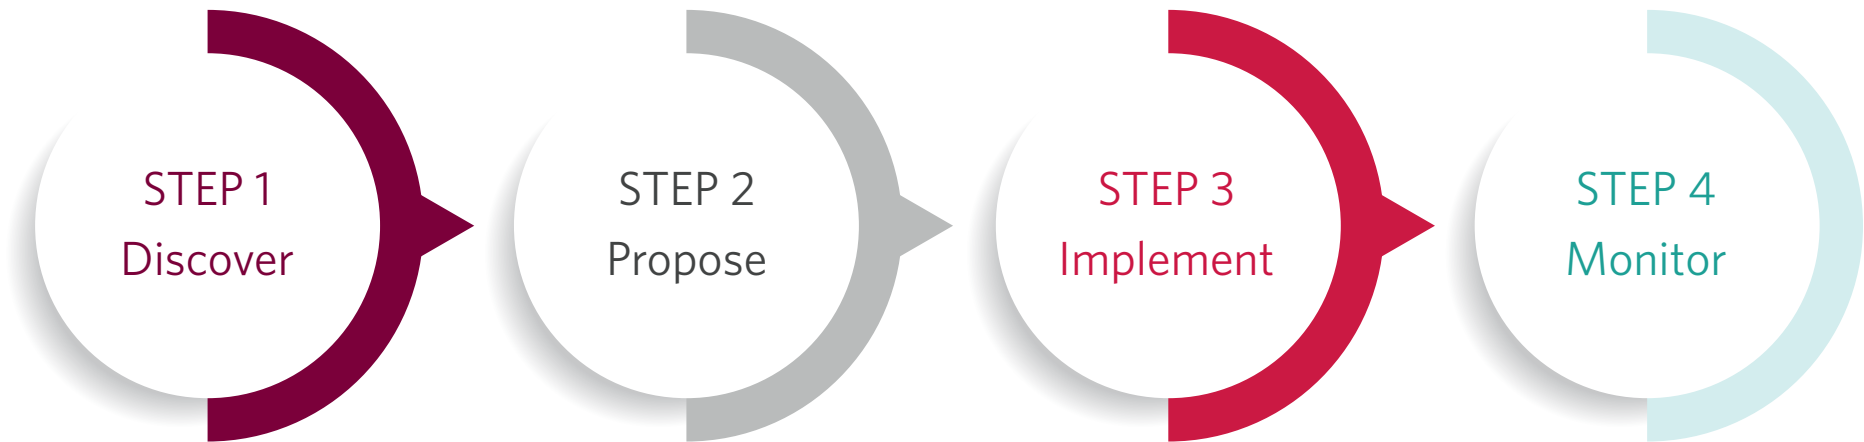 STEP 1
Discover
STEP 2
Propose
STEP 3
Implement
STEP 4
Monitor